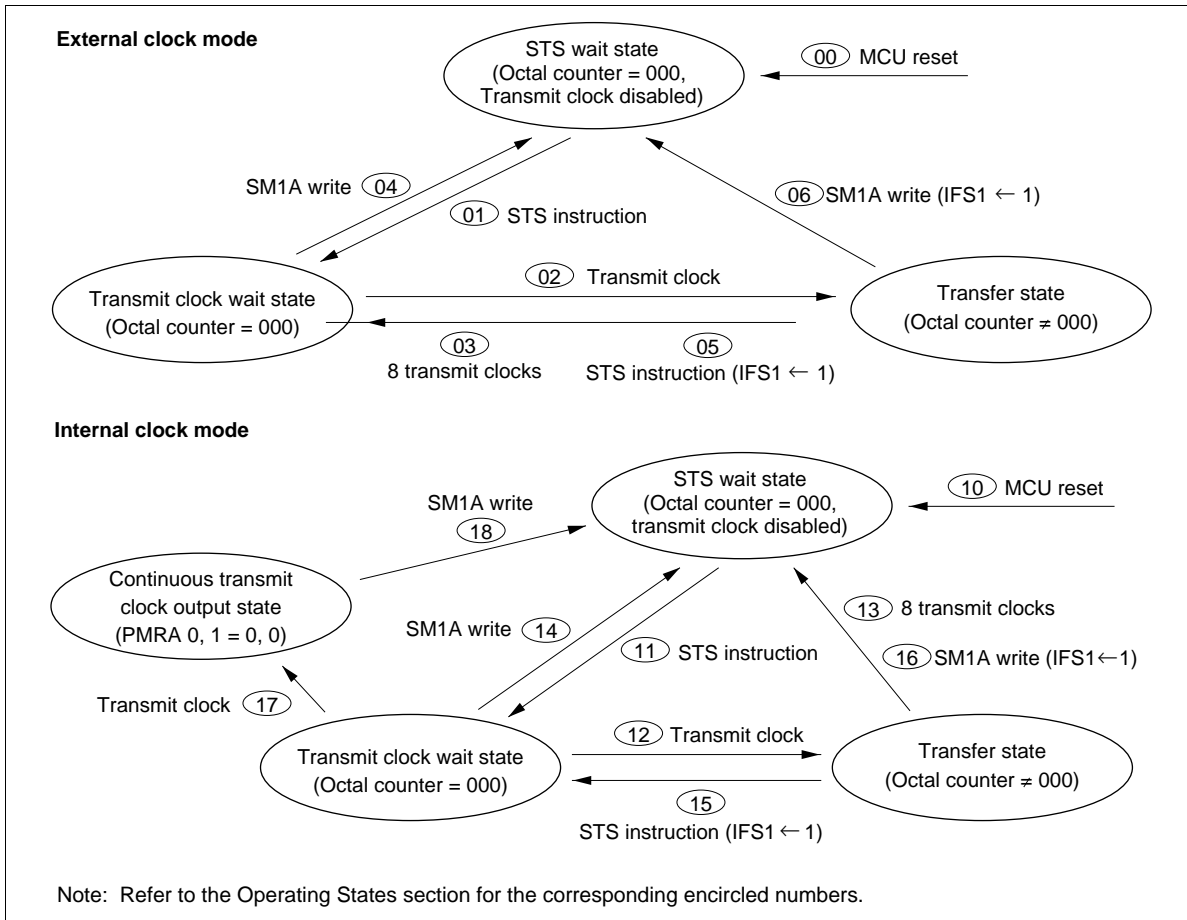 External clock mode
STS wait state
(Octal counter = 000,
Transmit clock disabled)
00 MCU reset
SM1A write 04
01 STS instruction
06 SM1A write (IFS1 ← 1)
02 Transmit clock
Transmit clock wait state
(Octal counter = 000)
Transfer state
(Octal counter ≠ 000)
03
8 transmit clocks
05
STS instruction (IFS1 ← 1)
Internal clock mode
STS wait state
(Octal counter = 000,
transmit clock disabled)
10 MCU reset
SM1A write
18
Continuous transmit
clock output state
(PMRA 0, 1 = 0, 0)
SM1A write 14
11 STS instruction
13 8 transmit clocks
16 SM1A write (IFS1←1)
Transmit clock 17
12 Transmit clock
Transmit clock wait state
(Octal counter = 000)
Transfer state
(Octal counter ≠ 000)
15
STS instruction (IFS1 ← 1)
Note: Refer to the Operating States section for the corresponding encircled numbers.